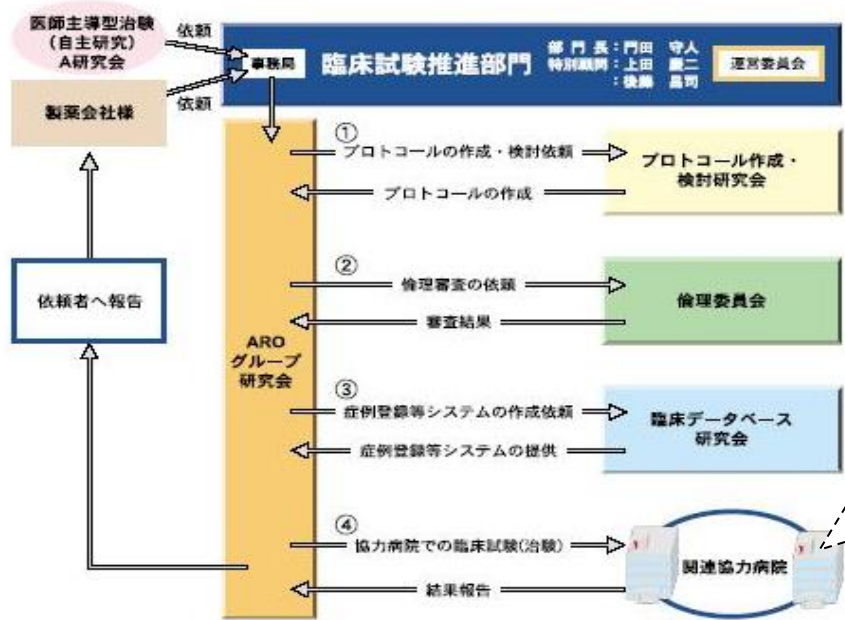 医師主導型治験
(自主研究)
A研究会
依頼
製薬会社様
依頼
事務局
臨床試験推進部門
部門長:門田 守人
特別顧問:上田 慶二
:後藤 昌司
運営委員会
①
プロトコールの作成・検討依頼
プロトコールの作成
プロトコール作成・
検討研究会
②
倫理審査の依頼
審査結果
倫理委員会
依頼者へ報告
ARO
グループ
研究会
③
症例登録等システムの作成依頼
症例登録等システムの提供
臨床データベース
研究会
④
協力病院での臨床試験(治験)
結果報告
関連協力病院